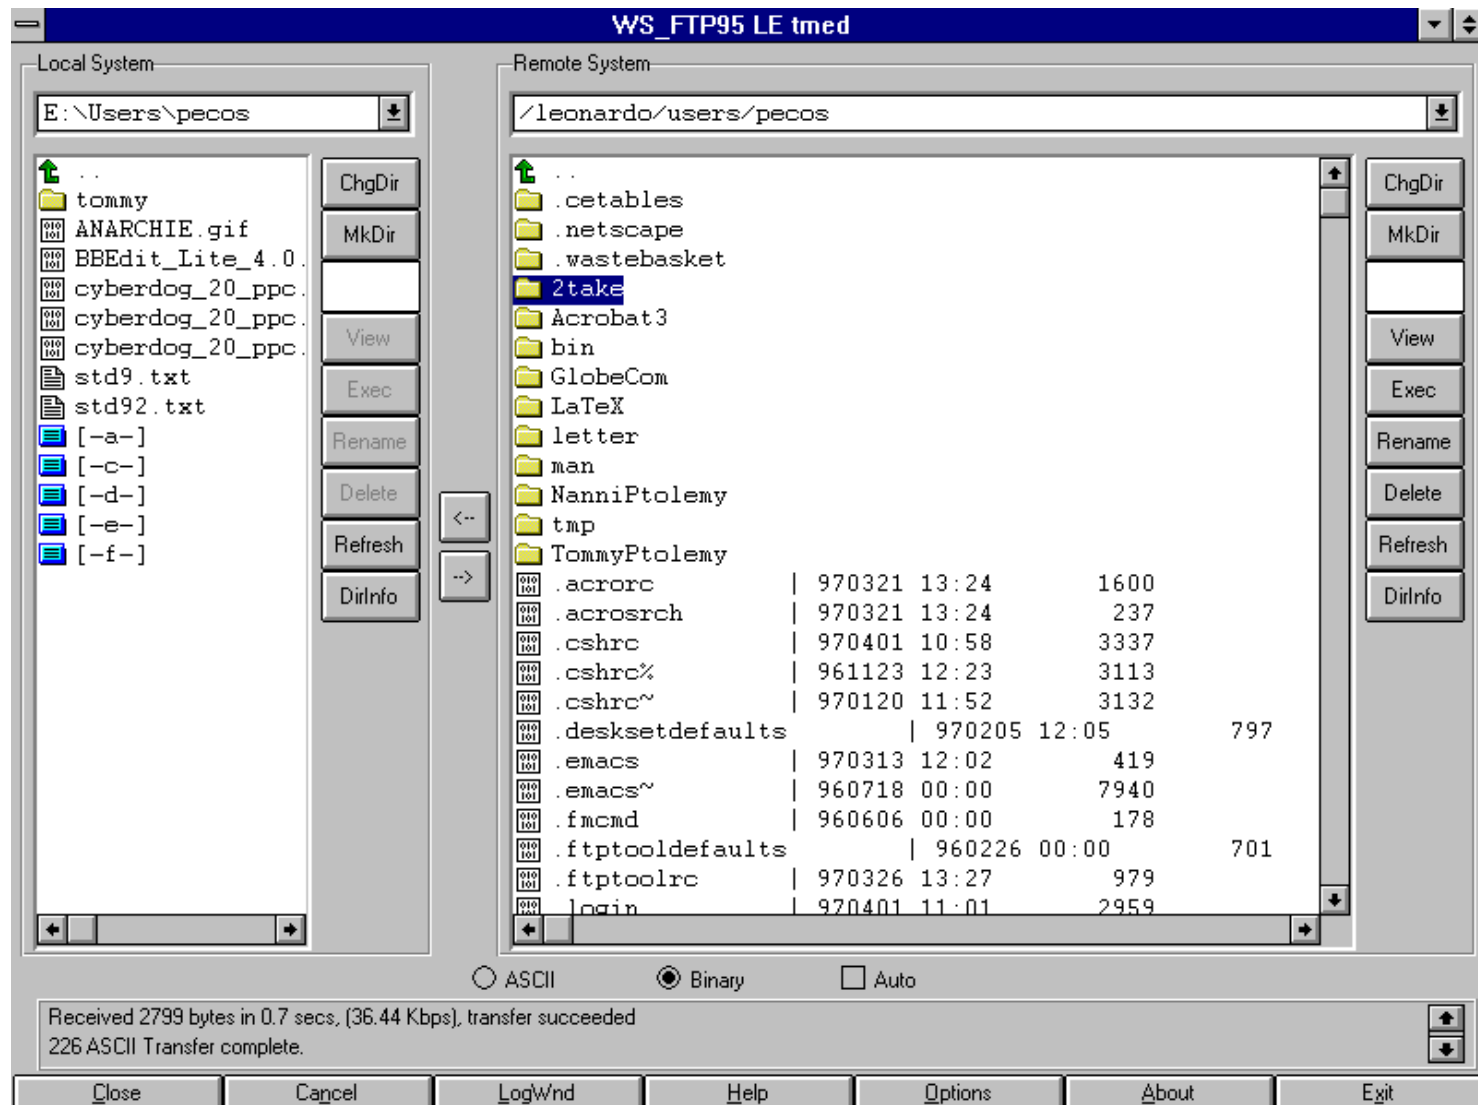 WS_FTP95 LE tmed
Local System
E:\Users\pecos
..
tommy
ANARCHIE.gif
BBEdit_Lite_4.0.
cyberdog_20_ppc.
cyberdog_20_ppc.
cyberdog_20_ppc.
std9.txt
std92.txt
[-a-]
[-c-]
[-d-]
[-e-]
[-f-]
ChgDir
MkDir
View
Exec
Rename
Delete
Refresh
DirInfo
<--
-->
Remote System
/leonardo/users/pecos
..
.cetables
.netscape
.wastebasket
2take
Acrobat3
bin
GlobeCom
LaTeX
letter
man
NanniPtolemy
tmp
TommyPtolemy
.acrorc | 970321 13:24 1600
.acrosrch | 970321 13:24 237
.cshrc | 970401 10:58 3337
.cshrc% | 961123 12:23 3113
.cshrc~ | 970120 11:52 3132
.desksetdefaults | 970205 12:05 797
.emacs | 970313 12:02 419
.emacs~ | 960718 00:00 7940
.fmcmd | 960606 00:00 178
.ftptooldefaults | 960226 00:00 701
.ftptoolrc | 970326 13:27 979
.login | 970401 11:01 2959
ChgDir
MkDir
View
Exec
Rename
Delete
Refresh
DirInfo
ASCII Binary Auto
Received 2799 bytes in 0.7 secs, (36.44 Kbps), transfer succeeded
226 ASCII Transfer complete.
Close Cancel LogWnd Help Options About Exit